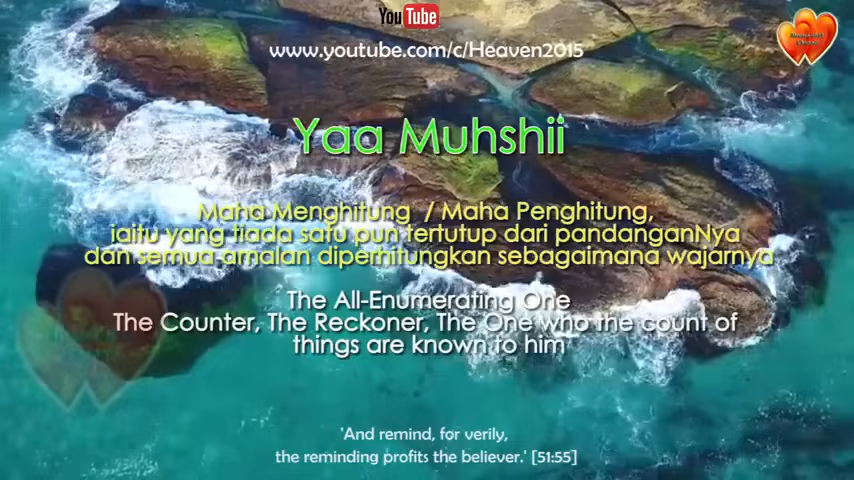 YouTube
www.youtube.com/c/Heaven2015
Yaa Muhshii
Maha Menghitung / Maha Penghitung,
iaitu yang tiada satu pun tertutup dari pandanganNya
dan semua amalan diperhitungkan sebagaimana wajarnya
The All-Enumerating One
The Counter, The Reckoner, The One who the count of
things are known to him
'And remind, for verily,
the reminding profits the believer.' [51:55]